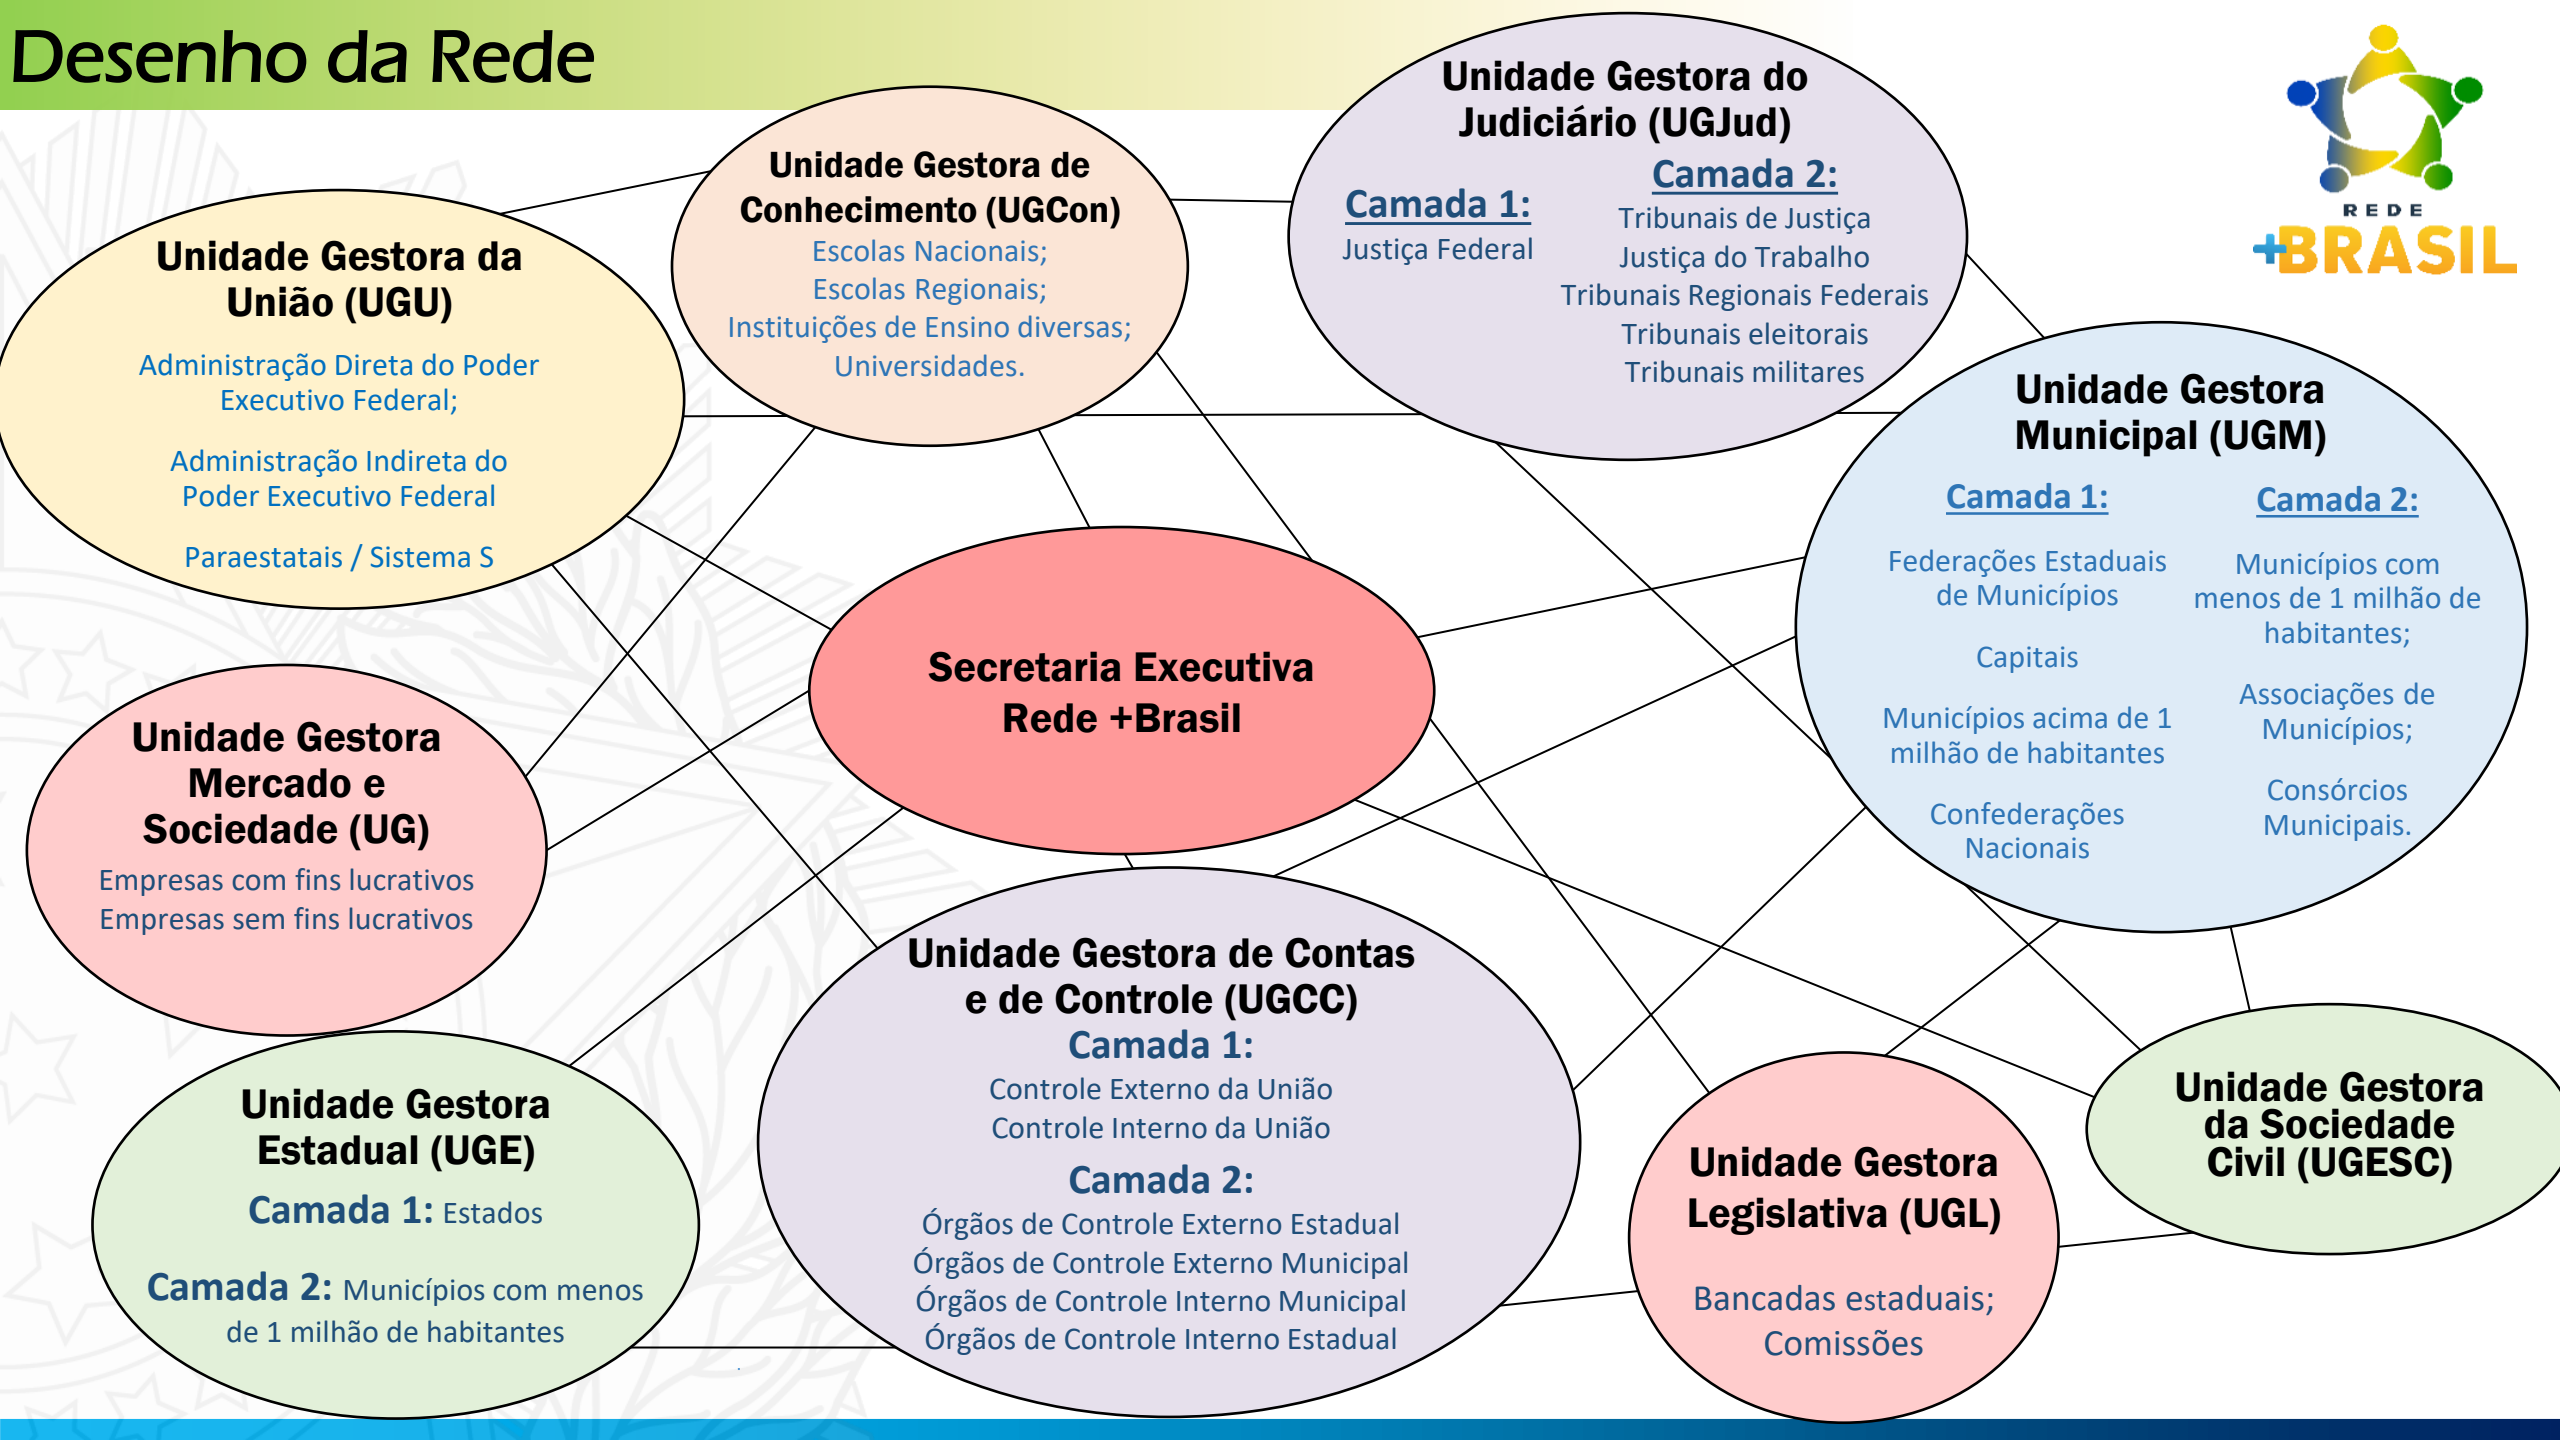 Desenho da Rede
Unidade Gestora da
União (UGU)
Administração Direta do Poder
Executivo Federal;
Administração Indireta do
Poder Executivo Federal
Paraestatais / Sistema S
Unidade Gestora de
Conhecimento (UGCon)
Escolas Nacionais;
Escolas Regionais;
Instituições de Ensino diversas;
Universidades.
Unidade Gestora do
Judiciário (UGJud)
Camada 1:
Justiça Federal
Camada 2:
Tribunais de Justiça
Justiça do Trabalho
Tribunais Regionais Federais
Tribunais eleitorais
Tribunais militares
REDE
+BRASIL
Unidade Gestora
Municipal (UGM)
Camada 1:
Federações Estaduais
de Municípios
Capitais
Municípios acima de 1
milhão de habitantes
Confederações
Nacionais
Camada 2:
Municípios com
menos de 1 milhão de
habitantes;
Associações de
Municípios;
Consórcios
Municipais.
Secretaria Executiva
Rede +Brasil
Unidade Gestora
Mercado e
Sociedade (UG)
Empresas com fins lucrativos
Empresas sem fins lucrativos
Unidade Gestora
Estadual (UGE)
Camada 1: Estados
Camada 2: Municípios com menos
de 1 milhão de habitantes
Unidade Gestora de Contas
e de Controle (UGCC)
Camada 1:
Controle Externo da União
Controle Interno da União
Camada 2:
Órgãos de Controle Externo Estadual
Órgãos de Controle Externo Municipal
Órgãos de Controle Interno Municipal
Órgãos de Controle Interno Estadual
Unidade Gestora
Legislativa (UGL)
Bancadas estaduais;
Comissões
Unidade Gestora
da Sociedade
Civil (UGESC)